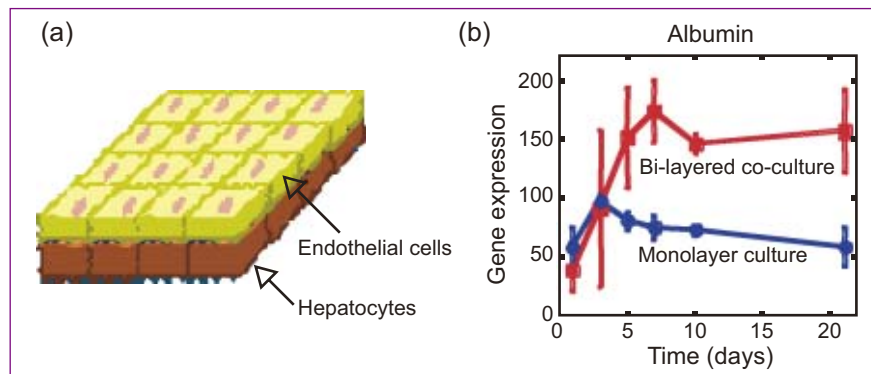 (a)
Endothelial cells
Hepatocytes
(b)
Albumin
Gene expression
200
150
100
50
0
Bi-layered co-culture
Monolayer culture
0
5
10
15
20
Time (days)